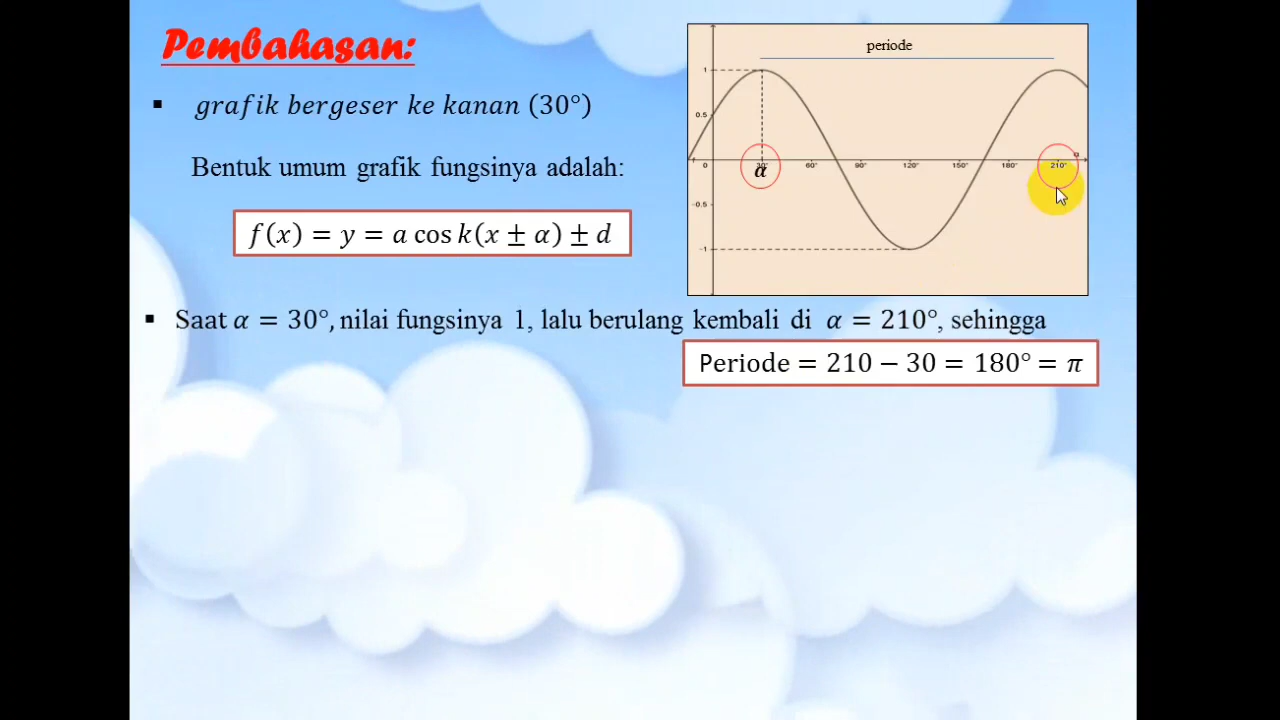 Pembahasan:
▪ grafik bergeser ke kanan (30°)
Bentuk umum grafik fungsinya adalah:
f(x) = y = a cos k(x ± α) ± d
periode
1
0.5
0
α
60°
90°
120°
150°
180°
210°
-0.5
-1
▪ Saat α = 30°, nilai fungsinya 1, lalu berulang kembali di α = 210°, sehingga
Periode = 210 − 30 = 180° = π